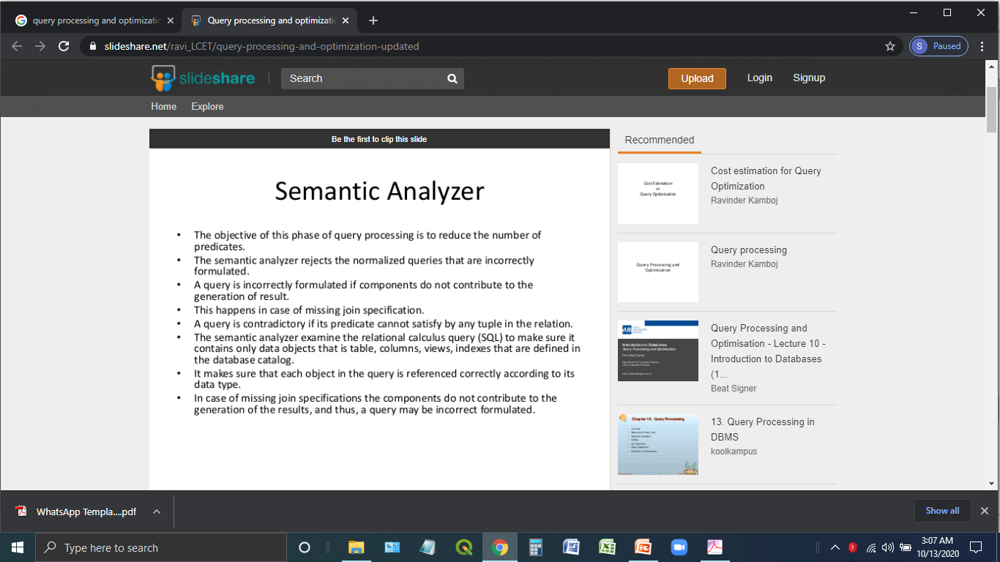 query processing and optimizatic
Query processing and optimizati
slideshare.net/ravi_LCET/query-processing-and-optimization-updated
S Paused
slideshare
Search
Upload
Login
Signup
Home
Explore
Be the first to clip this slide
Semantic Analyzer
• The objective of this phase of query processing is to reduce the number of
predicates.
• The semantic analyzer rejects the normalized queries that are incorrectly
formulated.
• A query is incorrectly formulated if components do not contribute to the
generation of result.
• This happens in case of missing join specification.
• A query is contradictory if its predicate cannot satisfy by any tuple in the relation.
• The semantic analyzer examine the relational calculus query (SQL) to make sure it
contains only data objects that is table, columns, views, indexes that are defined in
the database catalog.
• It makes sure that each object in the query is referenced correctly according to its
data type.
• In case of missing join specifications the components do not contribute to the
generation of the results, and thus, a query may be incorrect formulated.
Recommended
Cost Estimation
in
Query Optimization
Cost estimation for Query
Optimization
Ravinder Kamboj
Query Processing and
Optimization
Query processing
Ravinder Kamboj
Introduction to Databases
Query Processing and Optimisation
Prof. Beat Signer
Query Processing and
Optimisation - Lecture 10 -
Introduction to Databases
(1...
Beat Signer
Chapter 13: Query Processing
13. Query Processing in
DBMS
koolkampus
WhatsApp Templa....pdf
Show all
Type here to search
3:07 AM
10/13/2020